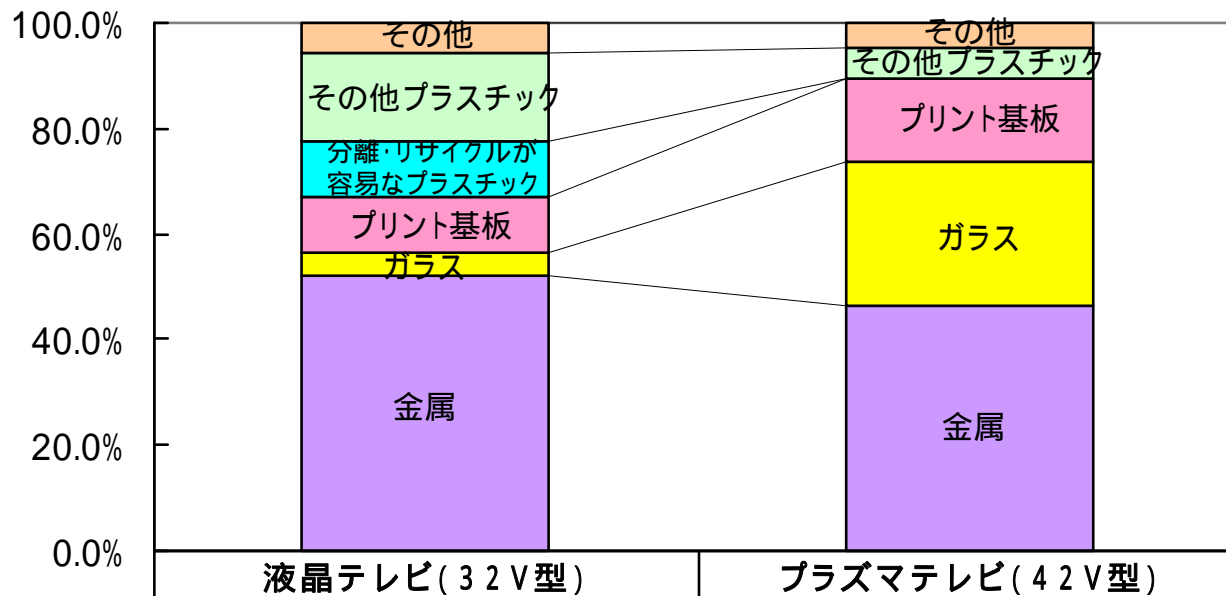 100.0%
80.0%
60.0%
40.0%
20.0%
0.0%
その他
その他プラスチック
分離・リサイクルが
容易なプラスチック
プリント基板
ガラス
金属
その他
その他プラスチック
プリント基板
ガラス
金属
液晶テレビ(32V型)
プラズマテレビ(42V型)